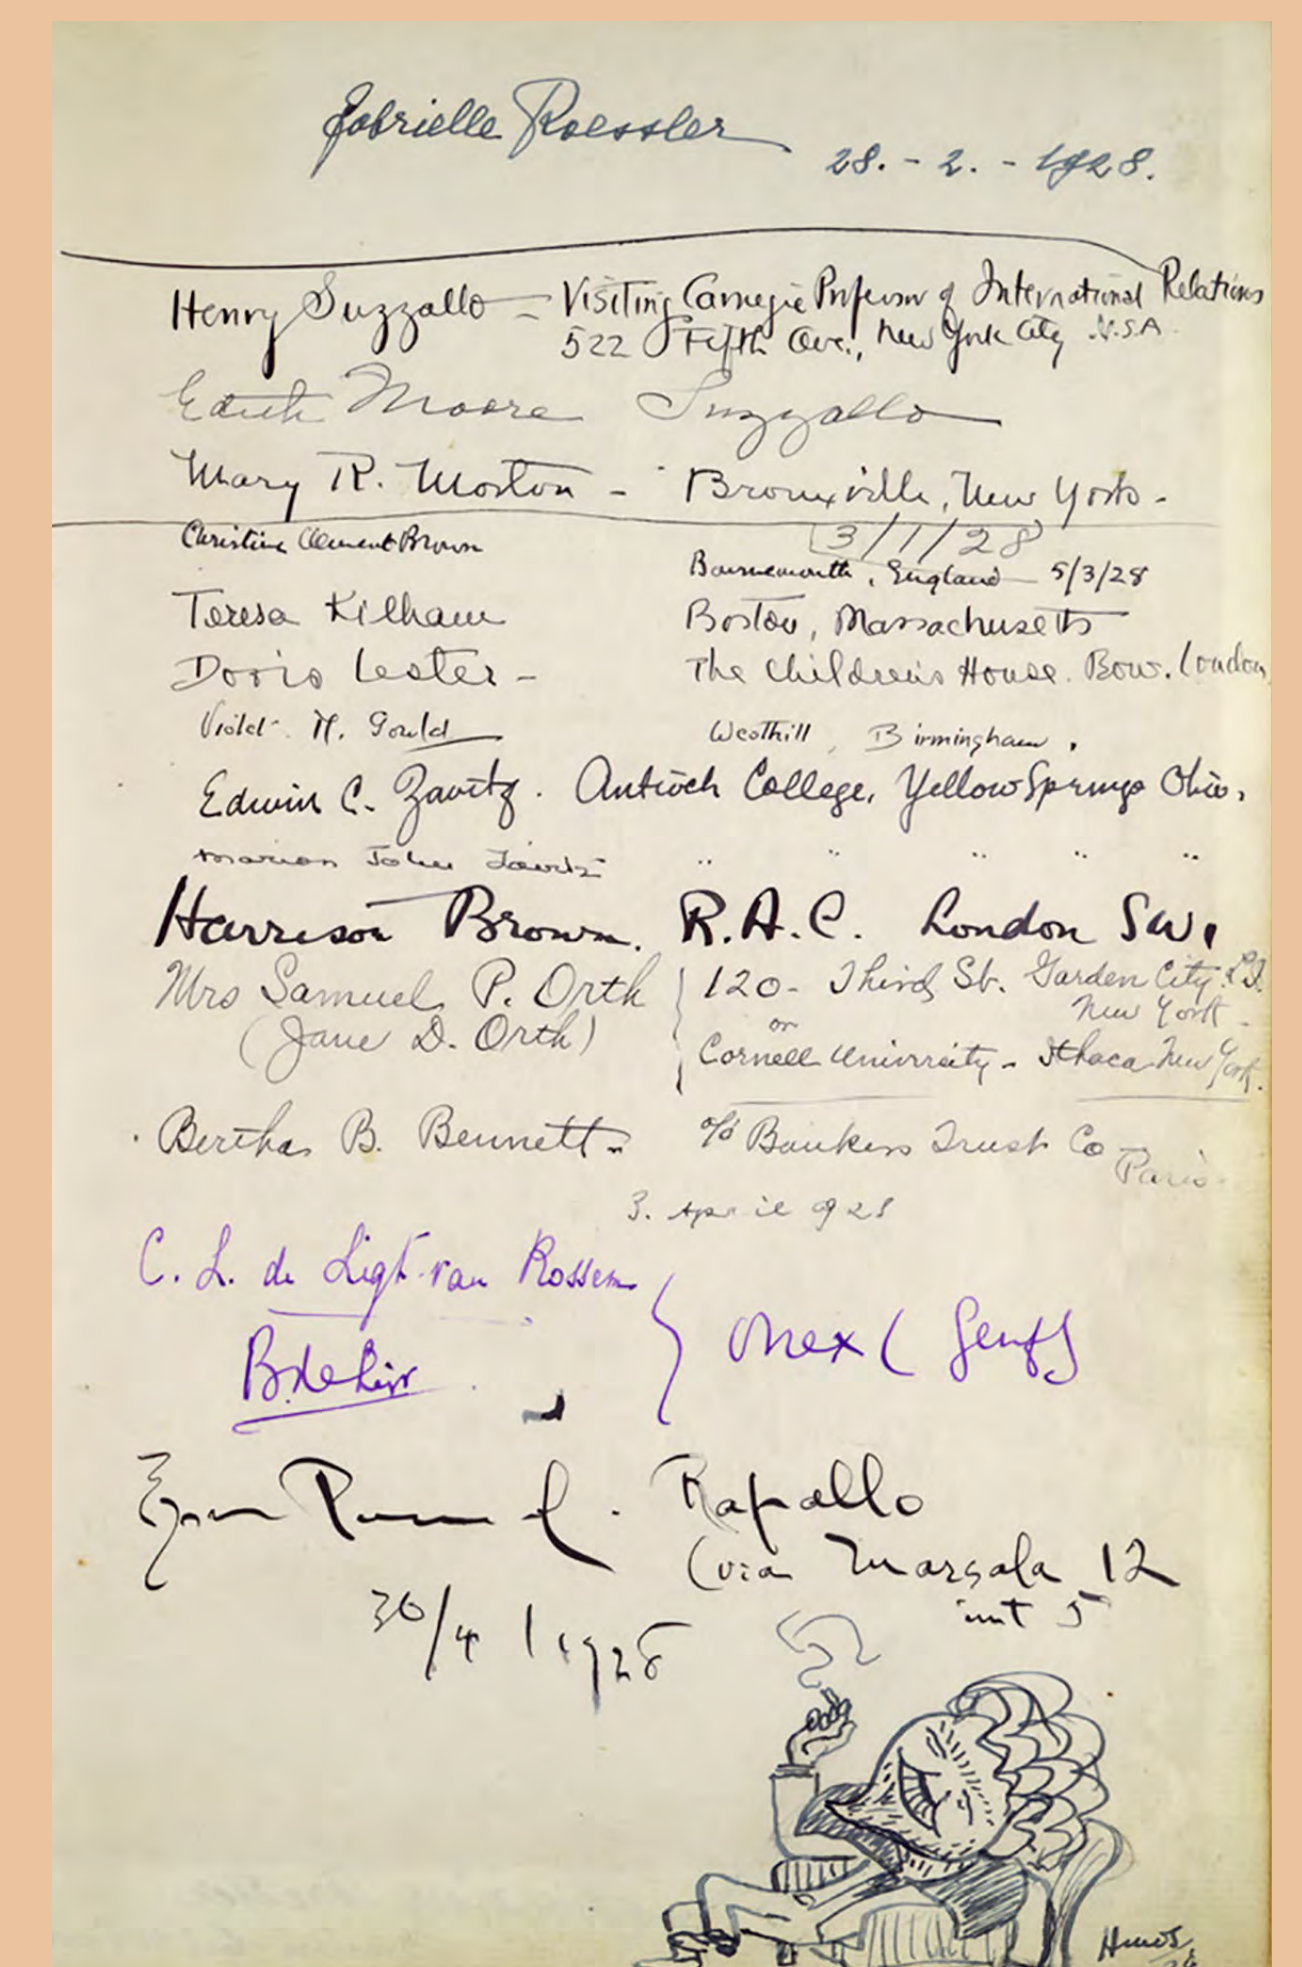 Gabrielle Roessler
28. - 2. - 1928.
Henry Suzzallo - Visiting Carnegie Professor of International Relations
522 Fifth Ave., New York City U.S.A.
Edith Moore Suzzallo
Mary R. Morton - Bronxville, New York -
3/1/28
Christine Clement Brown Bournemouth, England 5/3/28
Teresa Kilham Boston, Massachusetts
Doris Lester - The Children's House. Bow. London
Violet H. Gould Westhill, Birmingham.
Edwin C. Zavitz. Antioch College, Yellow Springs Ohio.
Marian John Zavitz " " " " "
Harrison Brown. R.A.C. London SW.
Mrs Samuel P. Orth 120 - Third St. Garden City. L.I.
New York -
(Jane D. Orth) or
Cornell University - Ithaca New York.
Bertha B. Bennett - c/o Bankers Trust Co
Paris.
3. April 1928
C. L. de Ligt-van Rossem
B. de Ligt Onex (Genf)
Rapallo
(via Marsala 12
int 5
30/4 1928